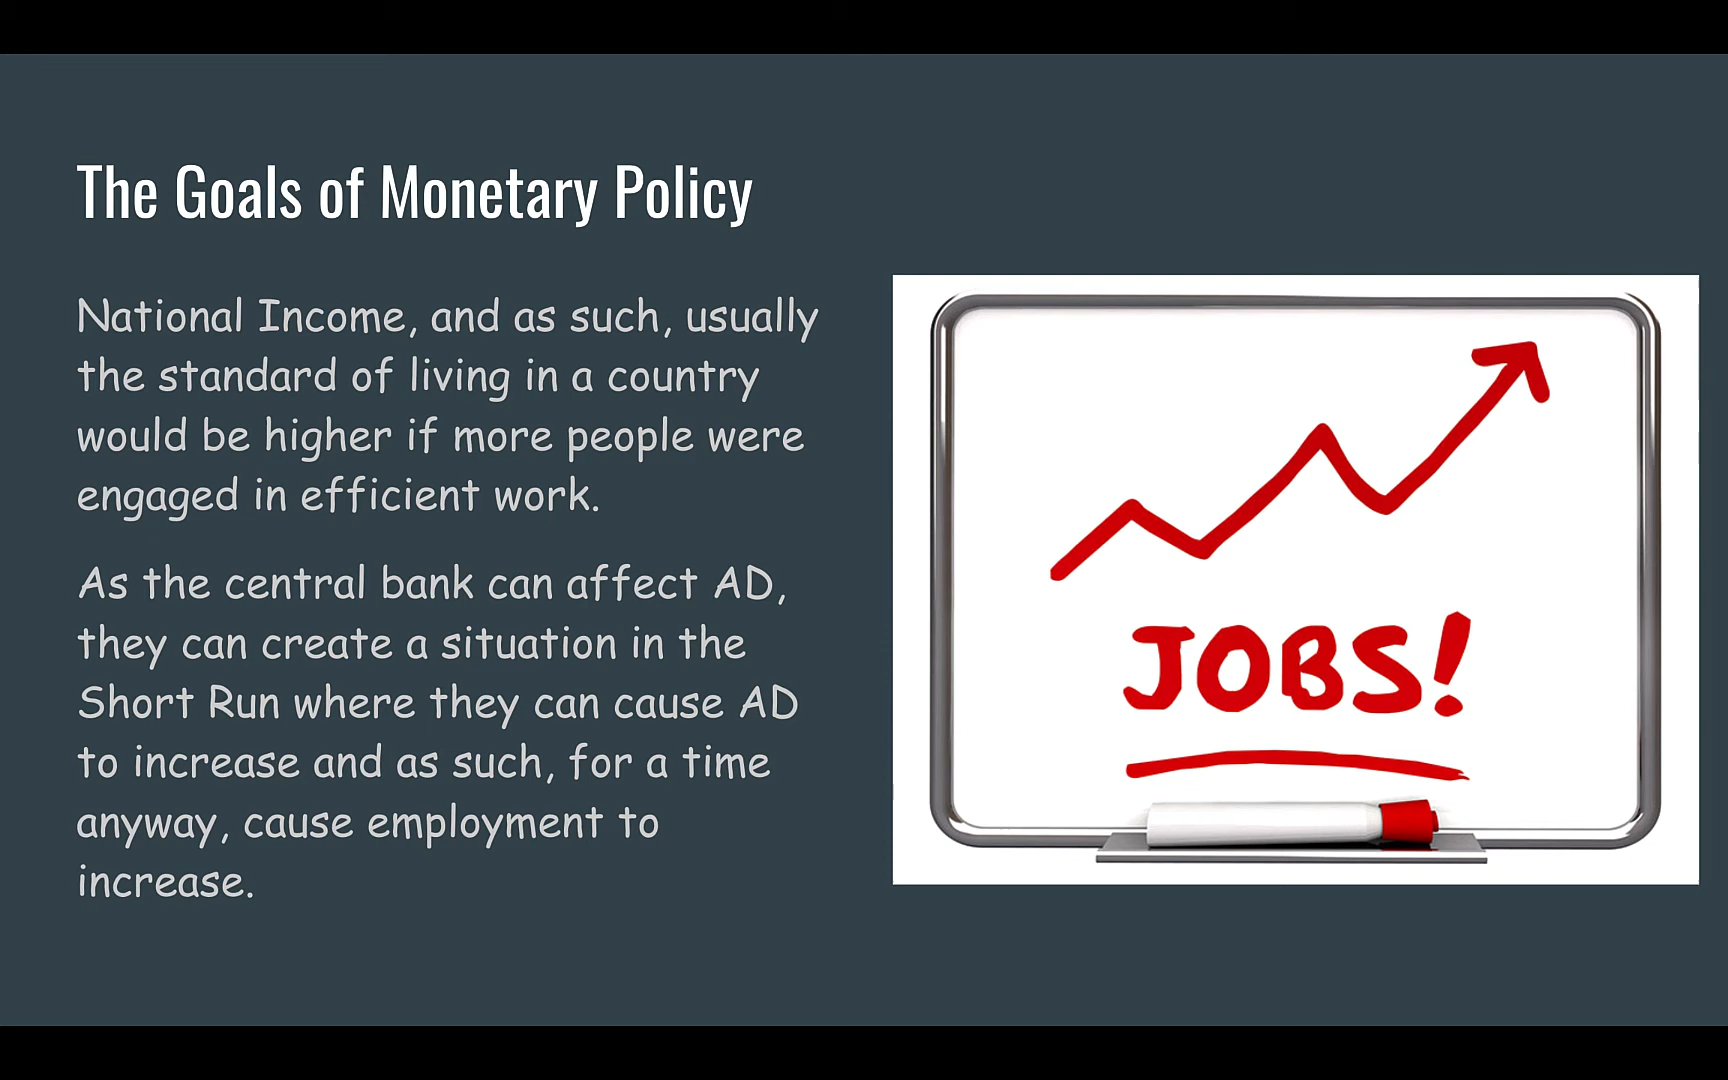 The Goals of Monetary Policy
National Income, and as such, usually
the standard of living in a country
would be higher if more people were
engaged in efficient work.
As the central bank can affect AD,
they can create a situation in the
Short Run where they can cause AD
to increase and as such, for a time
anyway, cause employment to
increase.
JOBS!